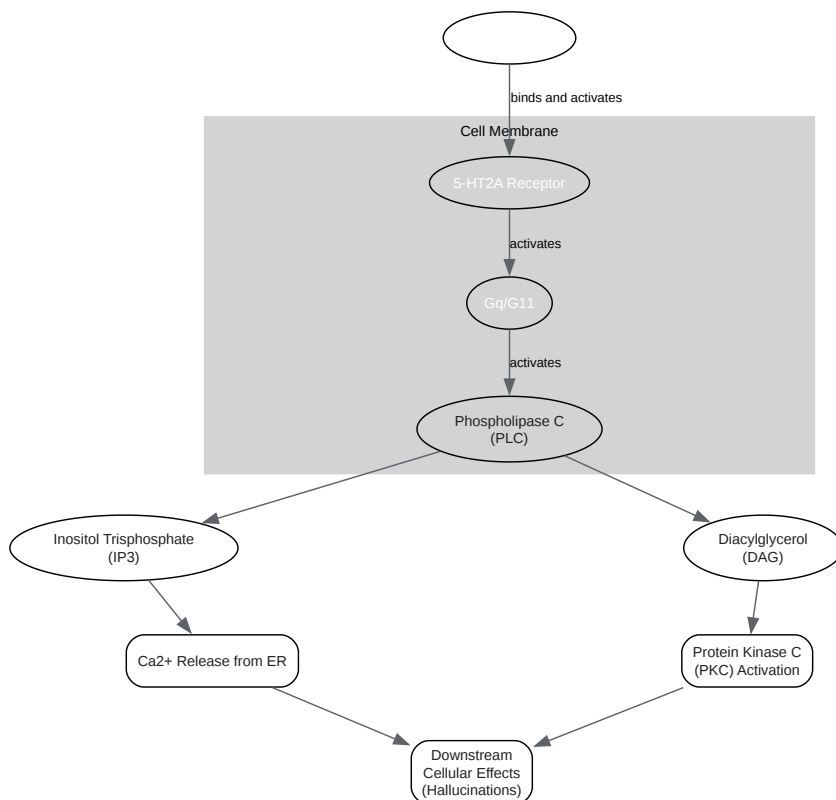 binds and activates
Cell Membrane
5-HT2A Receptor
activates
Gq/G11
activates
Phospholipase C
(PLC)
Inositol Trisphosphate
(IP3)
Diacylglycerol
(DAG)
Ca2+ Release from ER
Protein Kinase C
(PKC) Activation
Downstream
Cellular Effects
(Hallucinations)